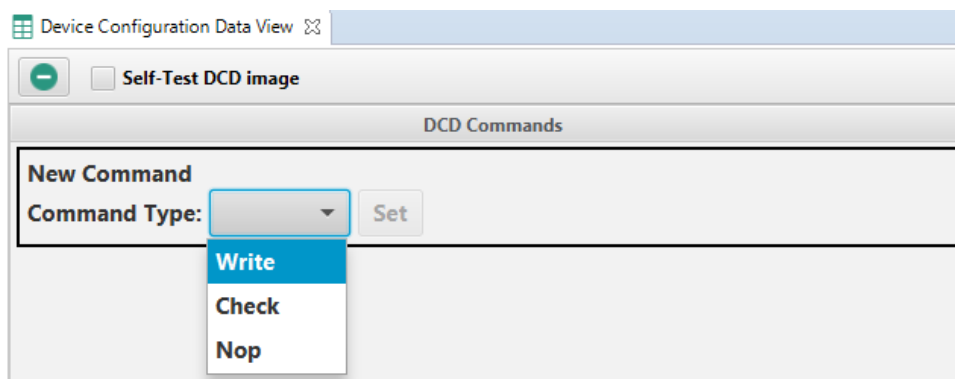 Device Configuration Data View
Self-Test DCD image
DCD Commands
New Command
Command Type: Set
Write
Check
Nop